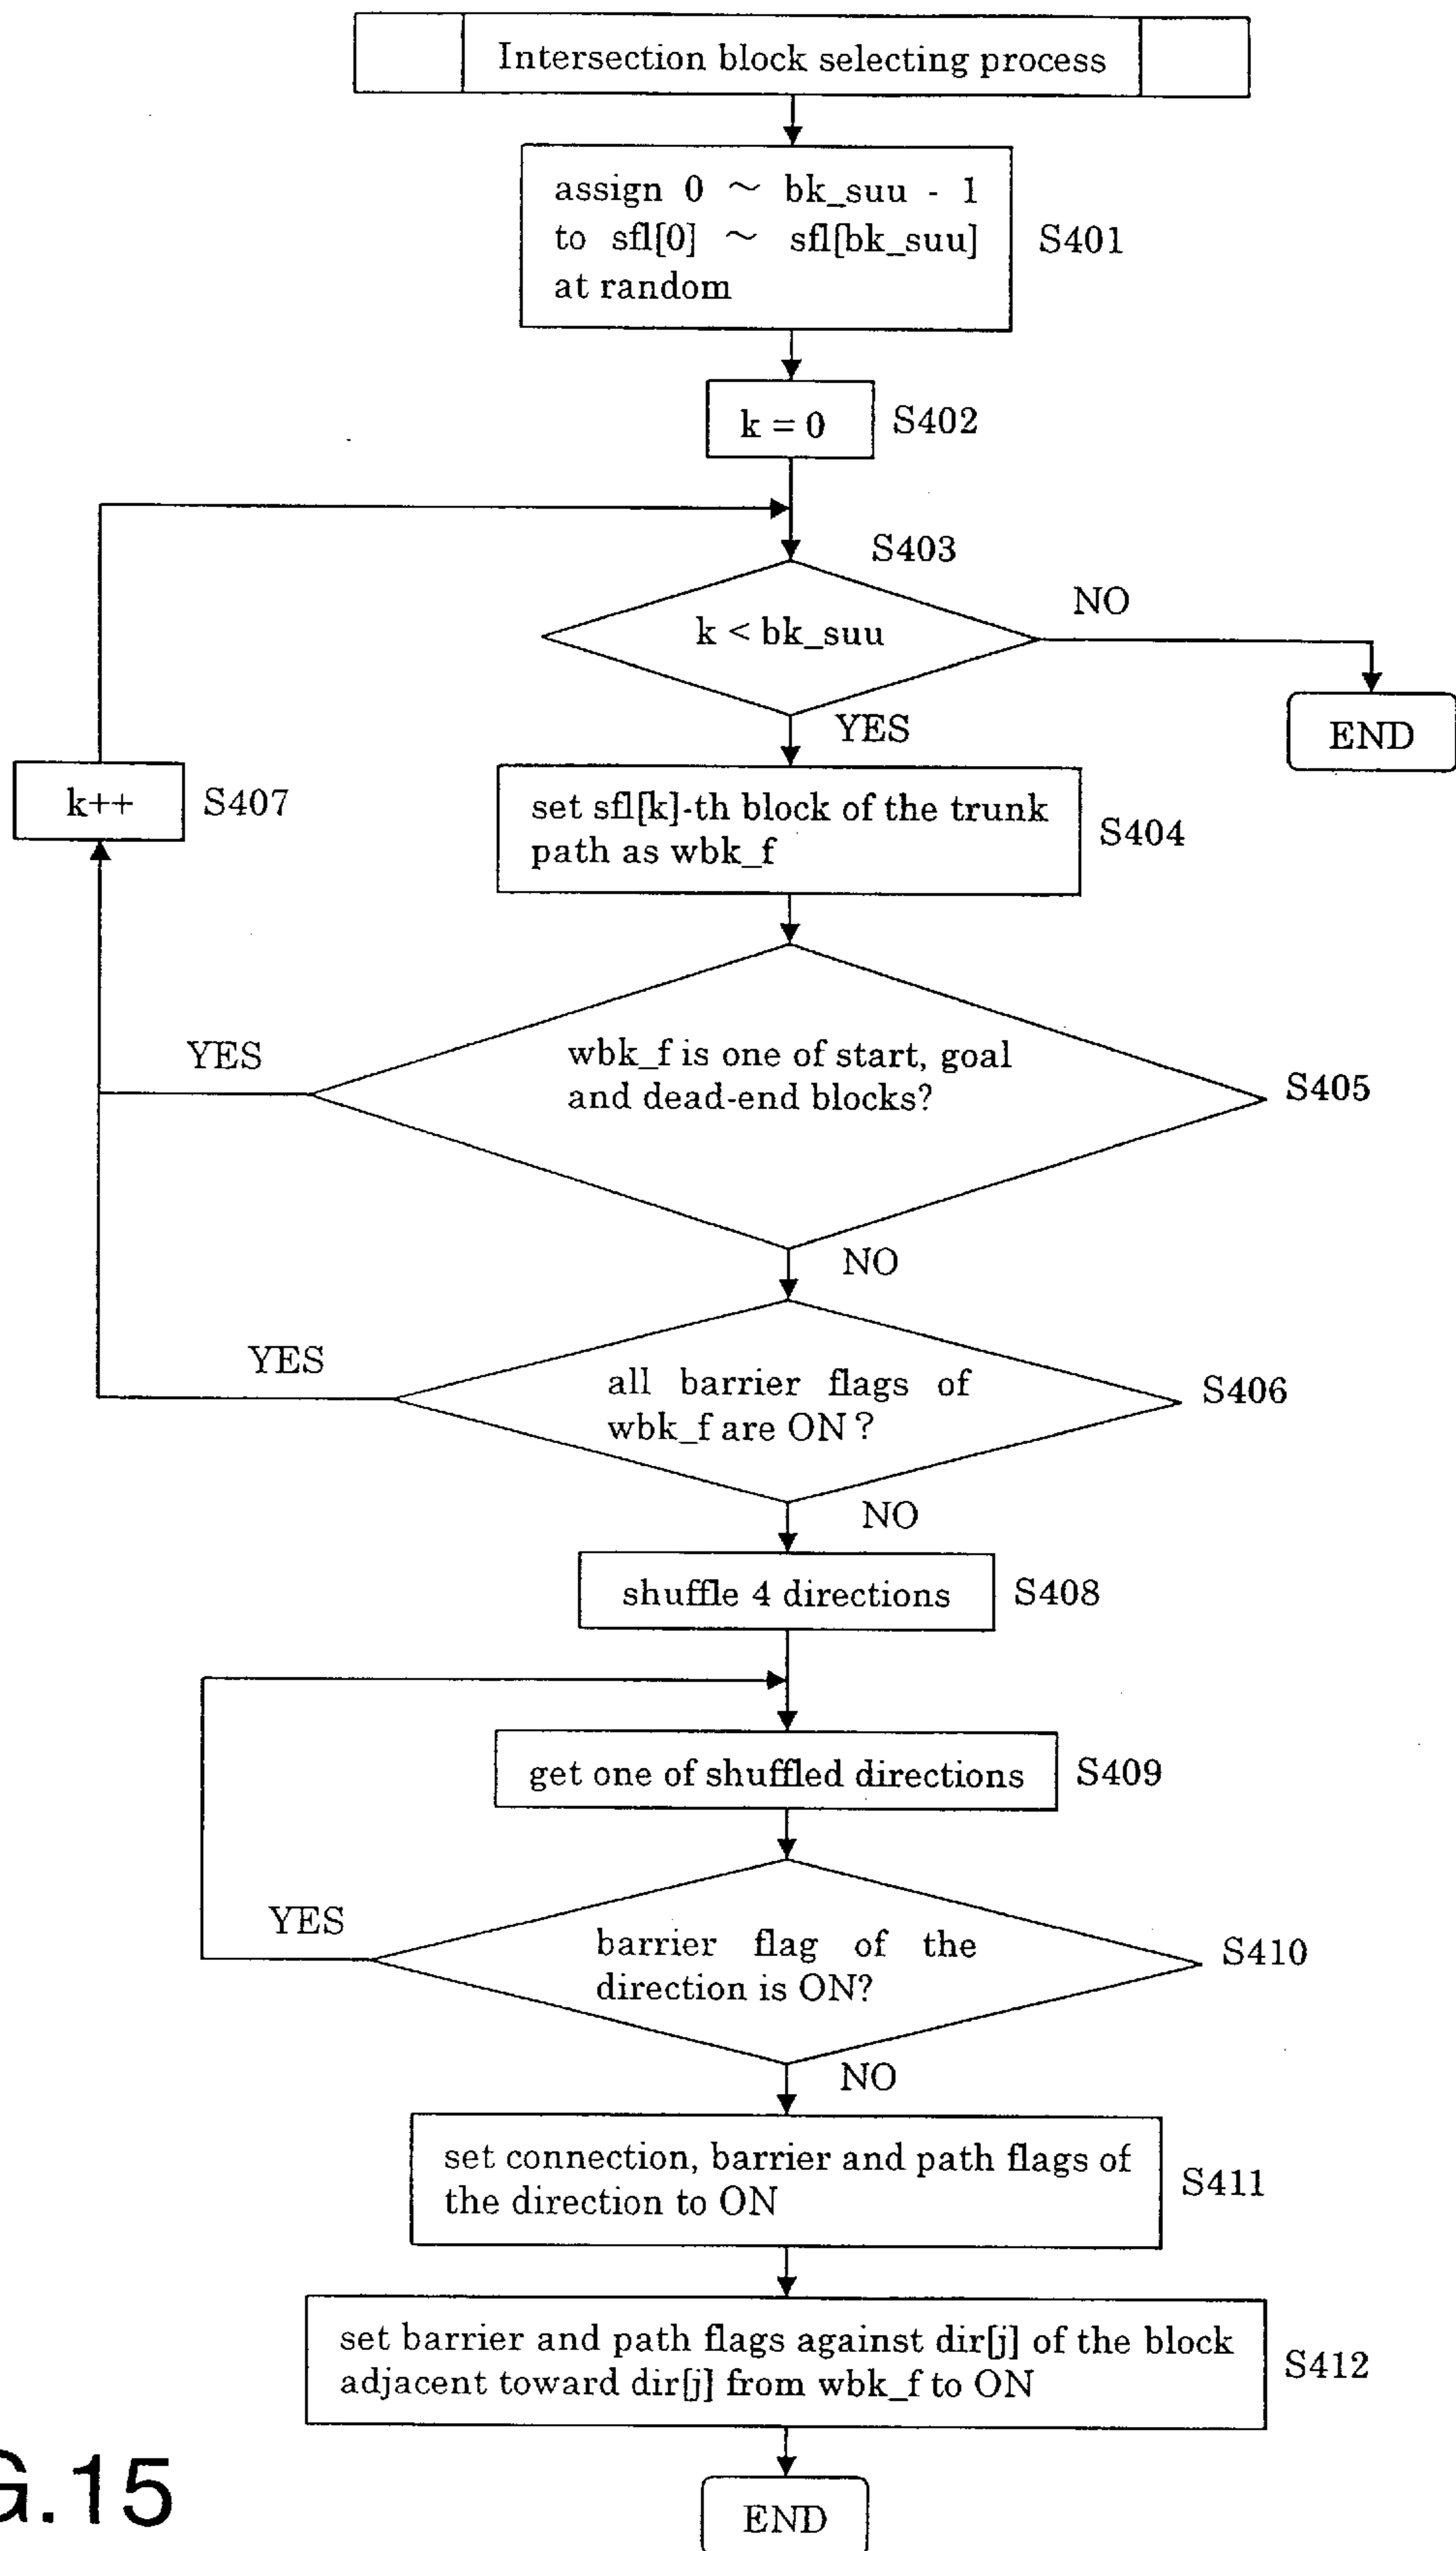 Intersection block selecting process
assign 0 ～ bk_suu - 1
to sfl[0] ～ sfl[bk_suu]
at random
S401
k = 0
S402
S403
k < bk_suu
NO
YES
END
k++
S407
set sfl[k]-th block of the trunk
path as wbk_f
S404
YES
wbk_f is one of start, goal
and dead-end blocks?
S405
NO
YES
all barrier flags of
wbk_f are ON ?
S406
NO
shuffle 4 directions
S408
get one of shuffled directions
S409
YES
barrier flag of the
direction is ON?
S410
NO
set connection, barrier and path flags of
the direction to ON
S411
set barrier and path flags against dir[j] of the block
adjacent toward dir[j] from wbk_f to ON
S412
G.15
END